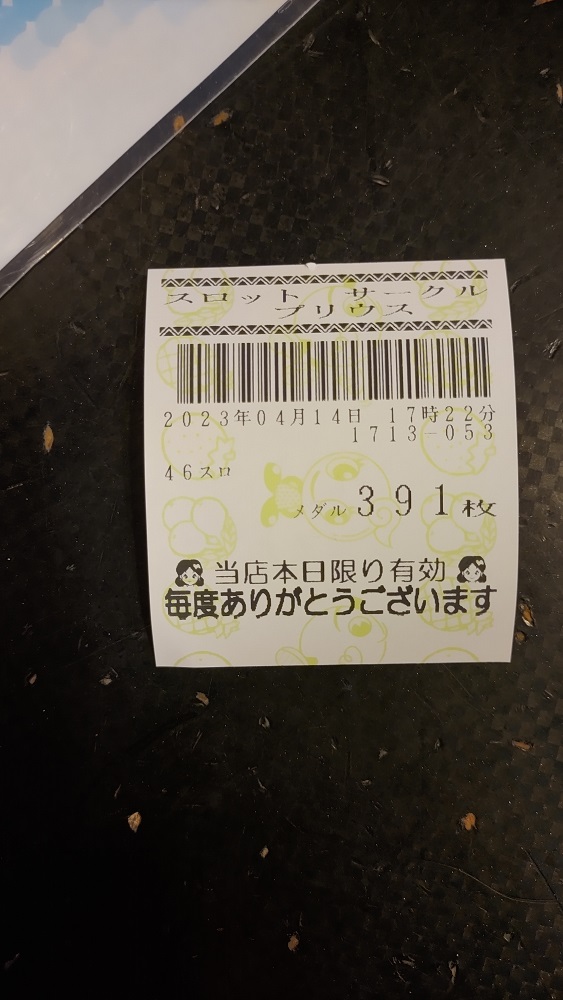 スロット サークル
プリウス
2023年04月14日 17時22分
1713-053
46スロ
メダル 391枚
当店本日限り有効
毎度ありがとうございます